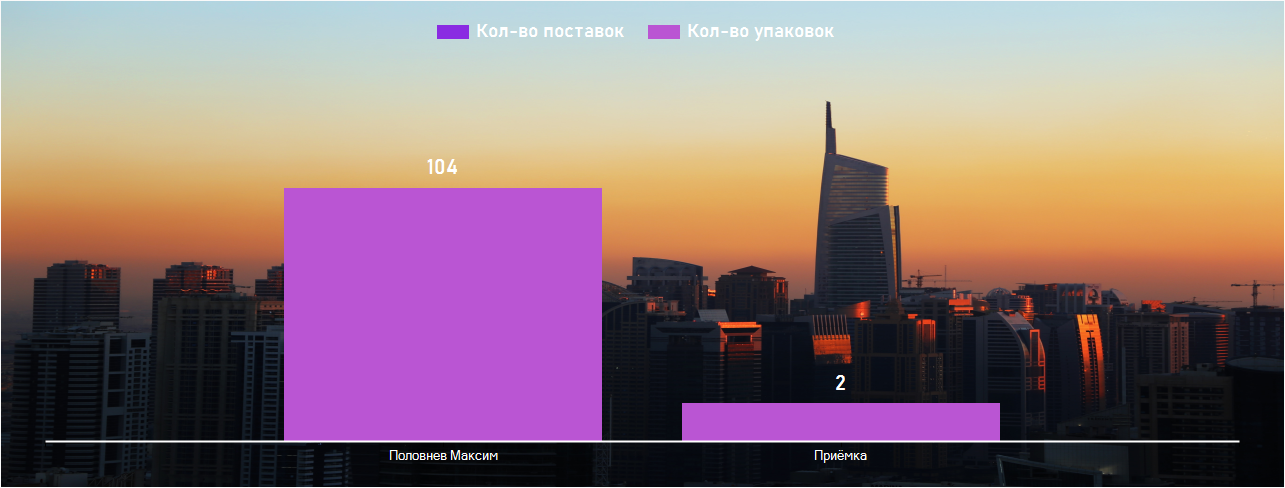 Кол-во поставок Кол-во упаковок
104
2
Половнев Максим Приёмка